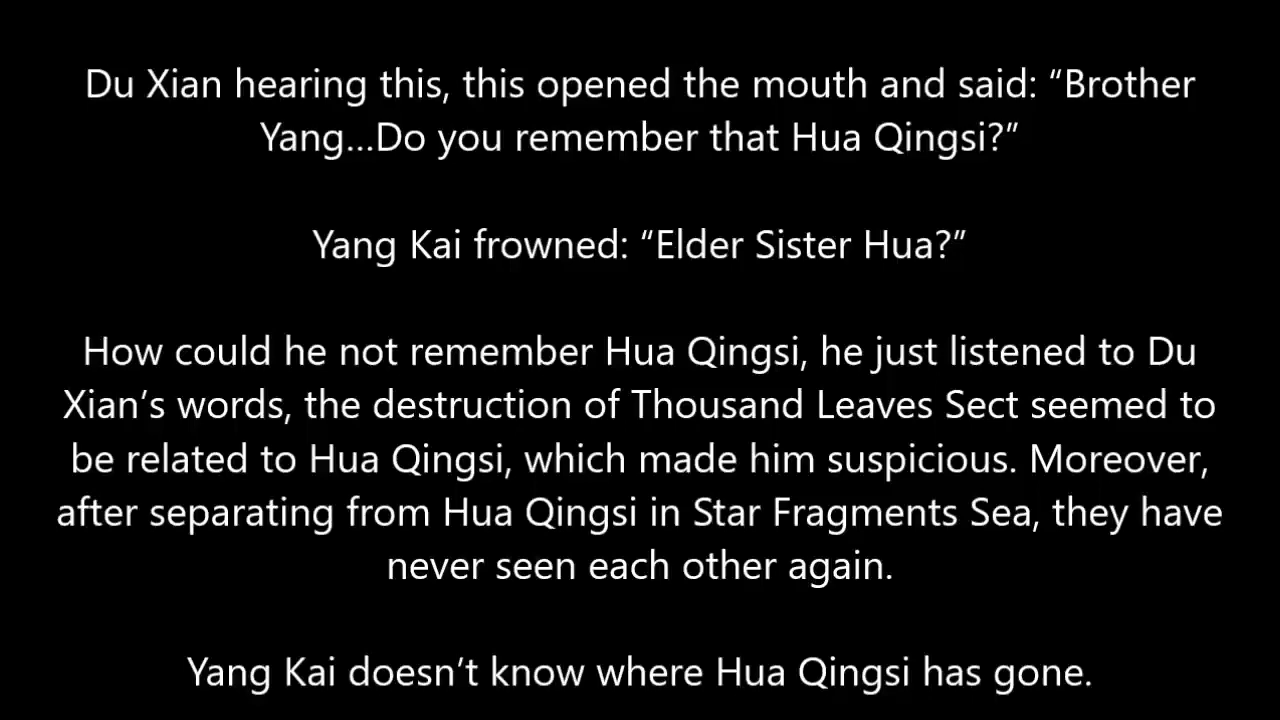 Du Xian hearing this, this opened the mouth and said: “Brother
Yang…Do you remember that Hua Qingsi?”
Yang Kai frowned: “Elder Sister Hua?”
How could he not remember Hua Qingsi, he just listened to Du
Xian’s words, the destruction of Thousand Leaves Sect seemed to
be related to Hua Qingsi, which made him suspicious. Moreover,
after separating from Hua Qingsi in Star Fragments Sea, they have
never seen each other again.
Yang Kai doesn’t know where Hua Qingsi has gone.